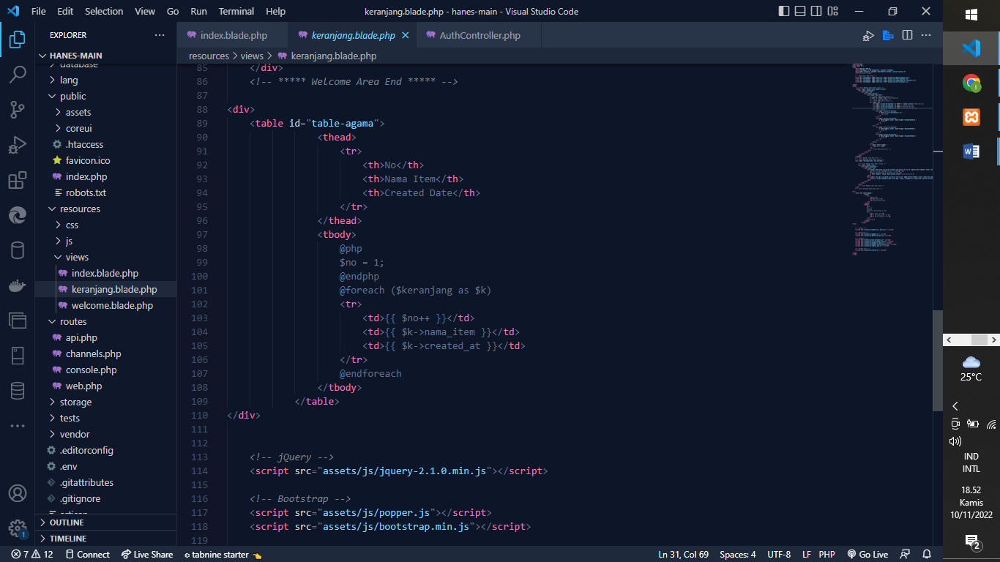 File Edit Selection View Go Run Terminal Help
keranjang.blade.php - hanes-main - Visual Studio Code
EXPLORER
HANES-MAIN
database
lang
public
assets
coreui
.htaccess
favicon.ico
index.php
robots.txt
resources
css
js
views
index.blade.php
keranjang.blade.php
welcome.blade.php
routes
api.php
channels.php
console.php
web.php
storage
tests
vendor
.editorconfig
.env
.gitattributes
.gitignore
artisan
OUTLINE
TIMELINE
index.blade.php keranjang.blade.php AuthController.php
resources > views > keranjang.blade.php
85 </div>
86 <!-- ***** Welcome Area End ***** -->
87
88 <div>
89 <table id="table-agama">
90 <thead>
91 <tr>
92 <th>No</th>
93 <th>Nama Item</th>
94 <th>Created Date</th>
95 </tr>
96 </thead>
97 <tbody>
98 @php
99 $no = 1;
100 @endphp
101 @foreach ($keranjang as $k)
102 <tr>
103 <td>{{ $no++ }}</td>
104 <td>{{ $k->nama_item }}</td>
105 <td>{{ $k->created_at }}</td>
106 </tr>
107 @endforeach
108 </tbody>
109 </table>
110 </div>
111
112
113 <!-- jQuery -->
114 <script src="assets/js/jquery-2.1.0.min.js"></script>
115
116 <!-- Bootstrap -->
117 <script src="assets/js/popper.js"></script>
118 <script src="assets/js/bootstrap.min.js"></script>
119
1
7 12 Connect Live Share tabnine starter
Ln 31, Col 69 Spaces: 4 UTF-8 LF PHP Go Live
25°C
IND
INTL
18.52
Kamis
10/11/2022
2